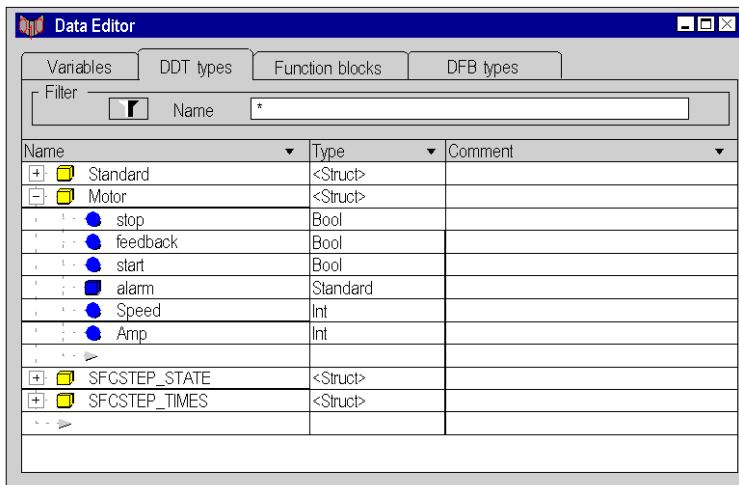 Data Editor
Variables DDT types Function blocks DFB types
Filter
Name *
Name Type Comment
Standard <Struct>
Motor <Struct>
stop Bool
feedback Bool
start Bool
alarm Standard
Speed Int
Amp Int
SFCSTEP_STATE <Struct>
SFCSTEP_TIMES <Struct>